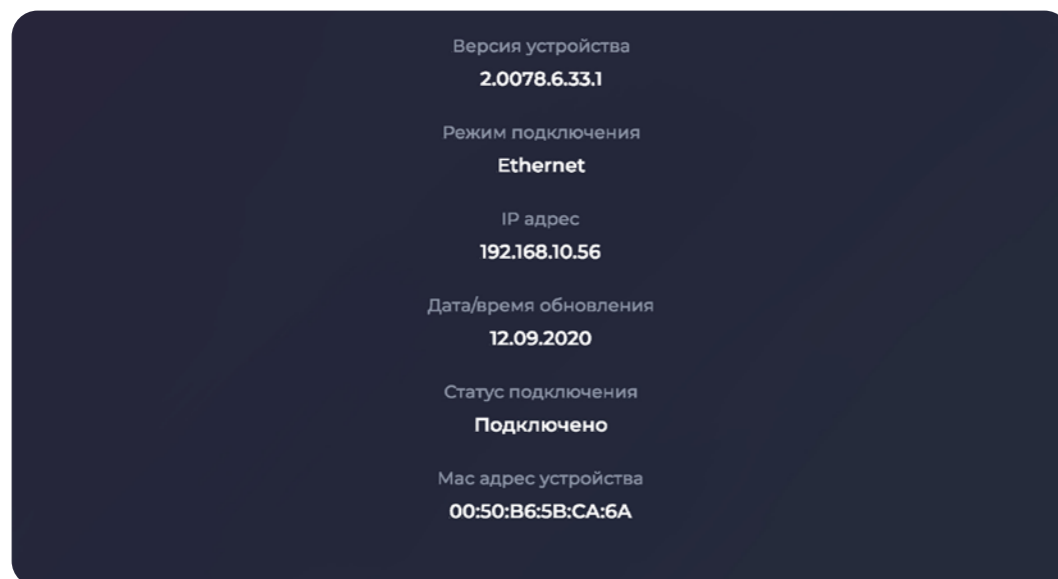 Версия устройства
2.0078.6.33.1
Режим подключения
Ethernet
IP адрес
192.168.10.56
Дата/время обновления
12.09.2020
Статус подключения
Подключено
Мас адрес устройства
00:50:B6:5B:CA:6A